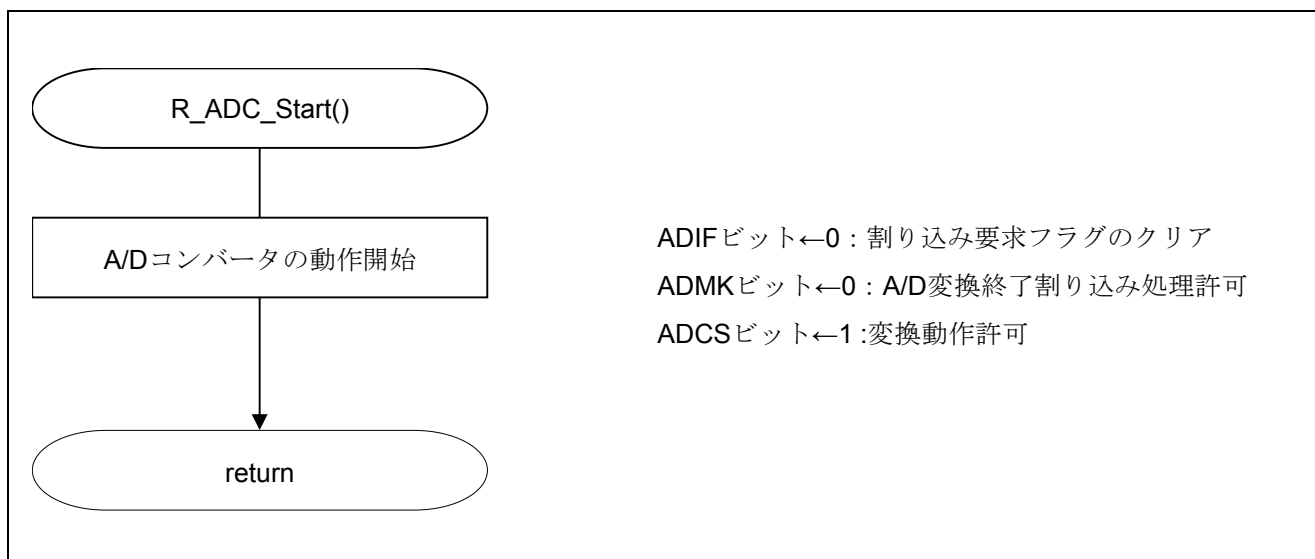 R_ADC_Start()
A/Dコンバータの動作開始
ADIFビット←0：割り込み要求フラグのクリア
ADMKビット←0：A/D変換終了割り込み処理許可
ADCSビット←1 :変換動作許可
return